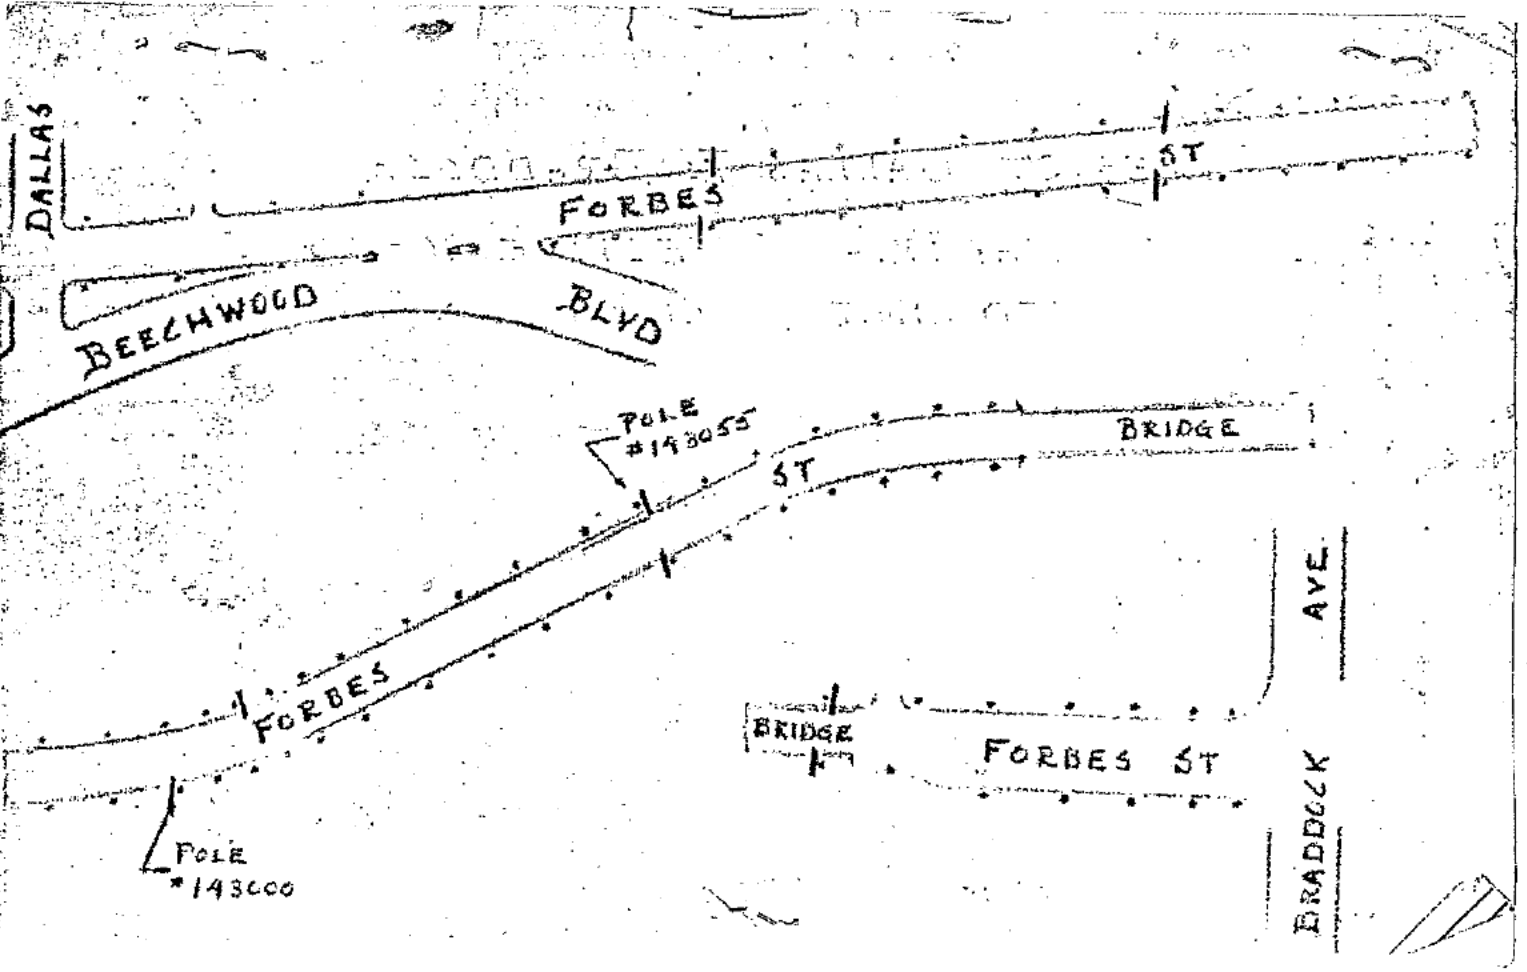 DALLAS
FORBES ST
BEECHWOOD BLVD
POLE
#143055
BRIDGE
FORBES ST
POLE
#143000
BRIDGE
FORBES ST
BRADDOCK AVE.